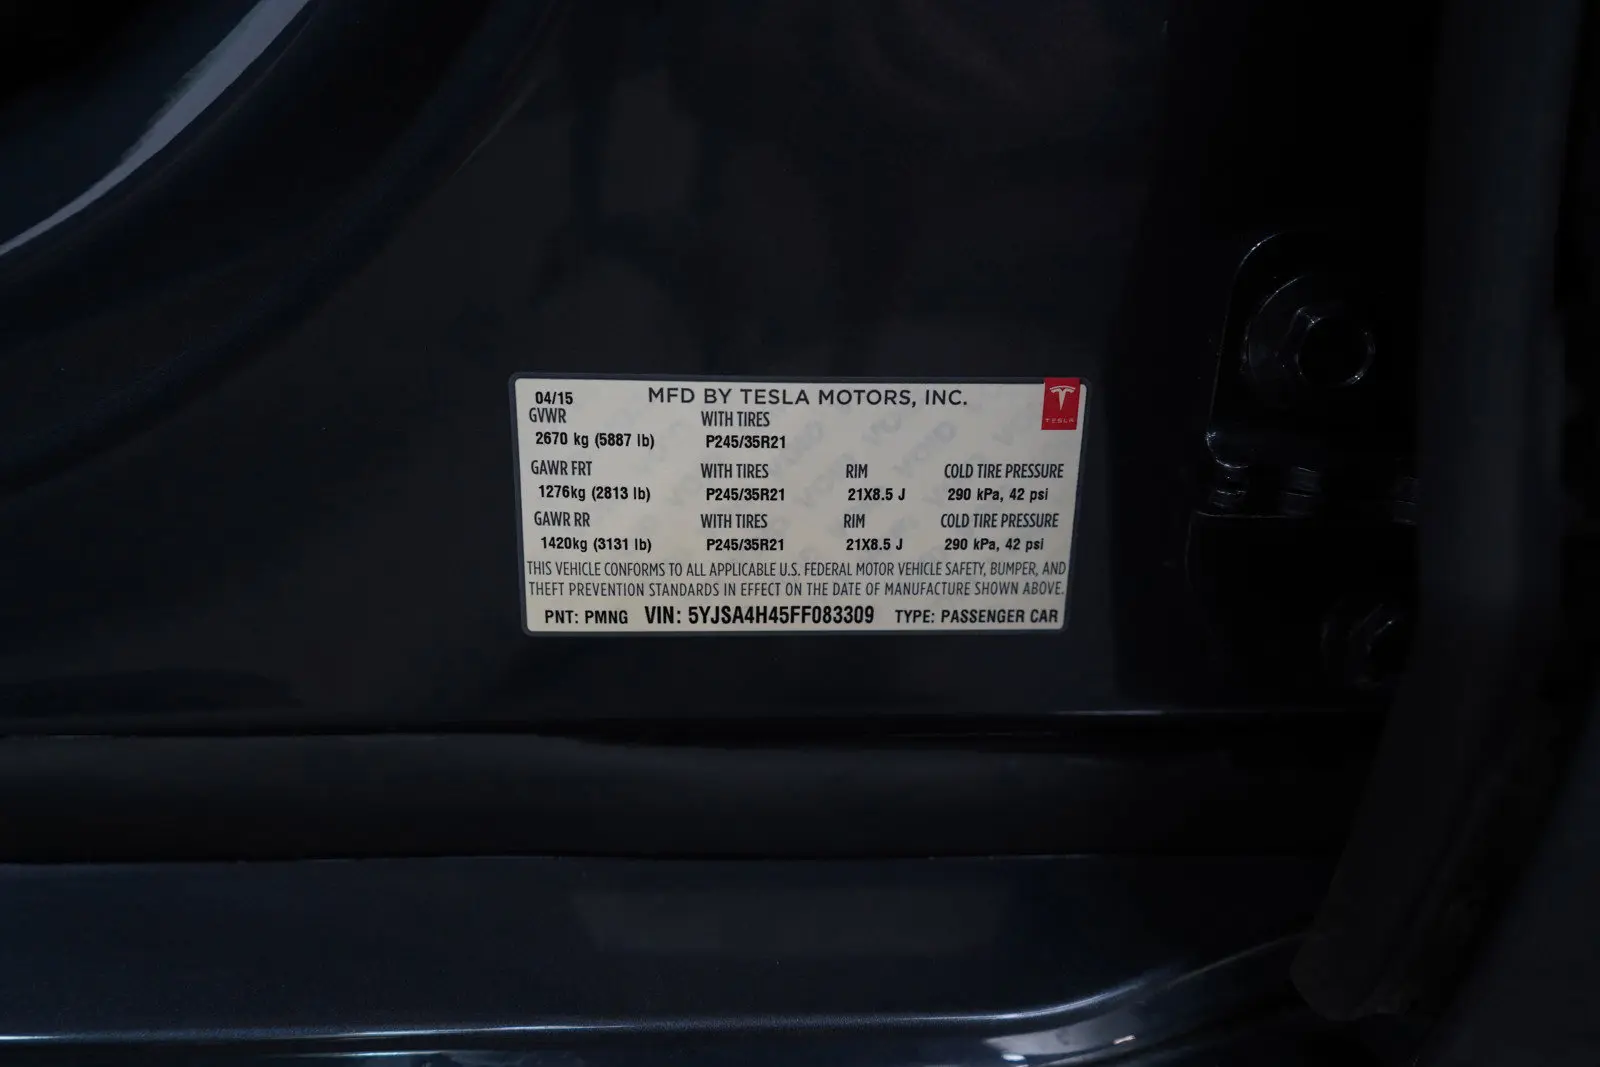 04/15 MFD BY TESLA MOTORS, INC.
TESLA
GVWR WITH TIRES
2670 kg (5887 lb) P245/35R21
GAWR FRT WITH TIRES RIM COLD TIRE PRESSURE
1276kg (2813 lb) P245/35R21 21X8.5 J 290 kPa, 42 psi
GAWR RR WITH TIRES RIM COLD TIRE PRESSURE
1420kg (3131 lb) P245/35R21 21X8.5 J 290 kPa, 42 psi
THIS VEHICLE CONFORMS TO ALL APPLICABLE U.S. FEDERAL MOTOR VEHICLE SAFETY, BUMPER, AND
THEFT PREVENTION STANDARDS IN EFFECT ON THE DATE OF MANUFACTURE SHOWN ABOVE.
PNT: PMNG VIN: 5YJSA4H45FF083309 TYPE: PASSENGER CAR